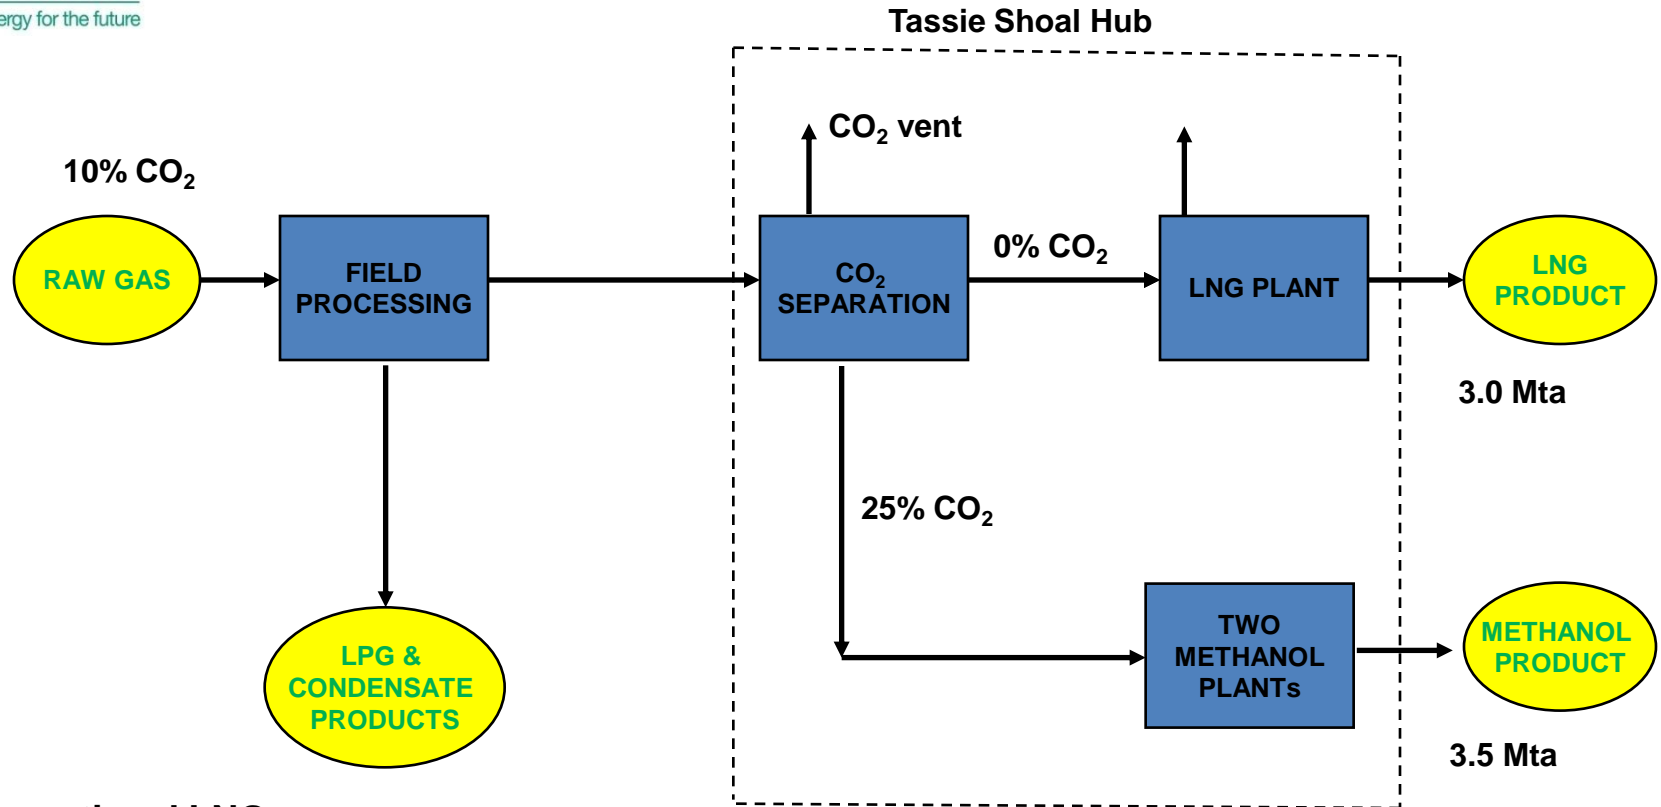 ergy for the future
Tassie Shoal Hub
CO₂ vent
10% CO₂
RAW GAS
FIELD
PROCESSING
CO₂
SEPARATION
0% CO₂
LNG PLANT
LNG
PRODUCT
3.0 Mta
25% CO₂
LPG &
CONDENSATE
PRODUCTS
TWO
METHANOL
PLANTs
METHANOL
PRODUCT
3.5 Mta